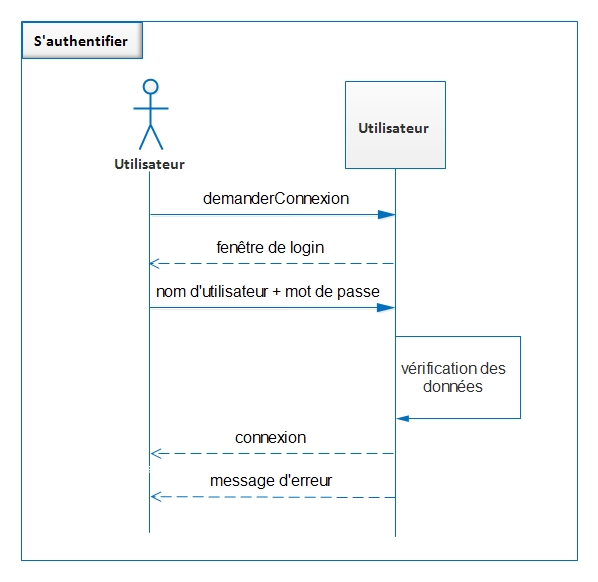 S'authentifier
Utilisateur
Utilisateur
demanderConnexion
fenêtre de login
nom d'utilisateur + mot de passe
vérification des
données
connexion
message d'erreur